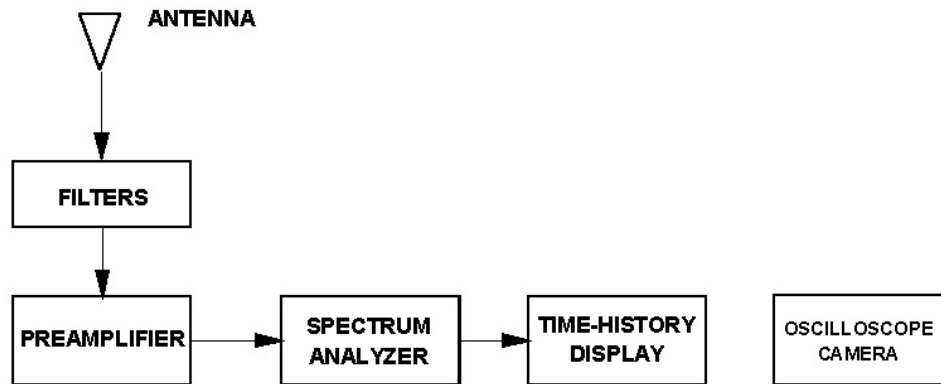 ANTENNA
FILTERS
PREAMPLIFIER
SPECTRUM
ANALYZER
TIME-HISTORY
DISPLAY
OSCILLOSCOPE
CAMERA